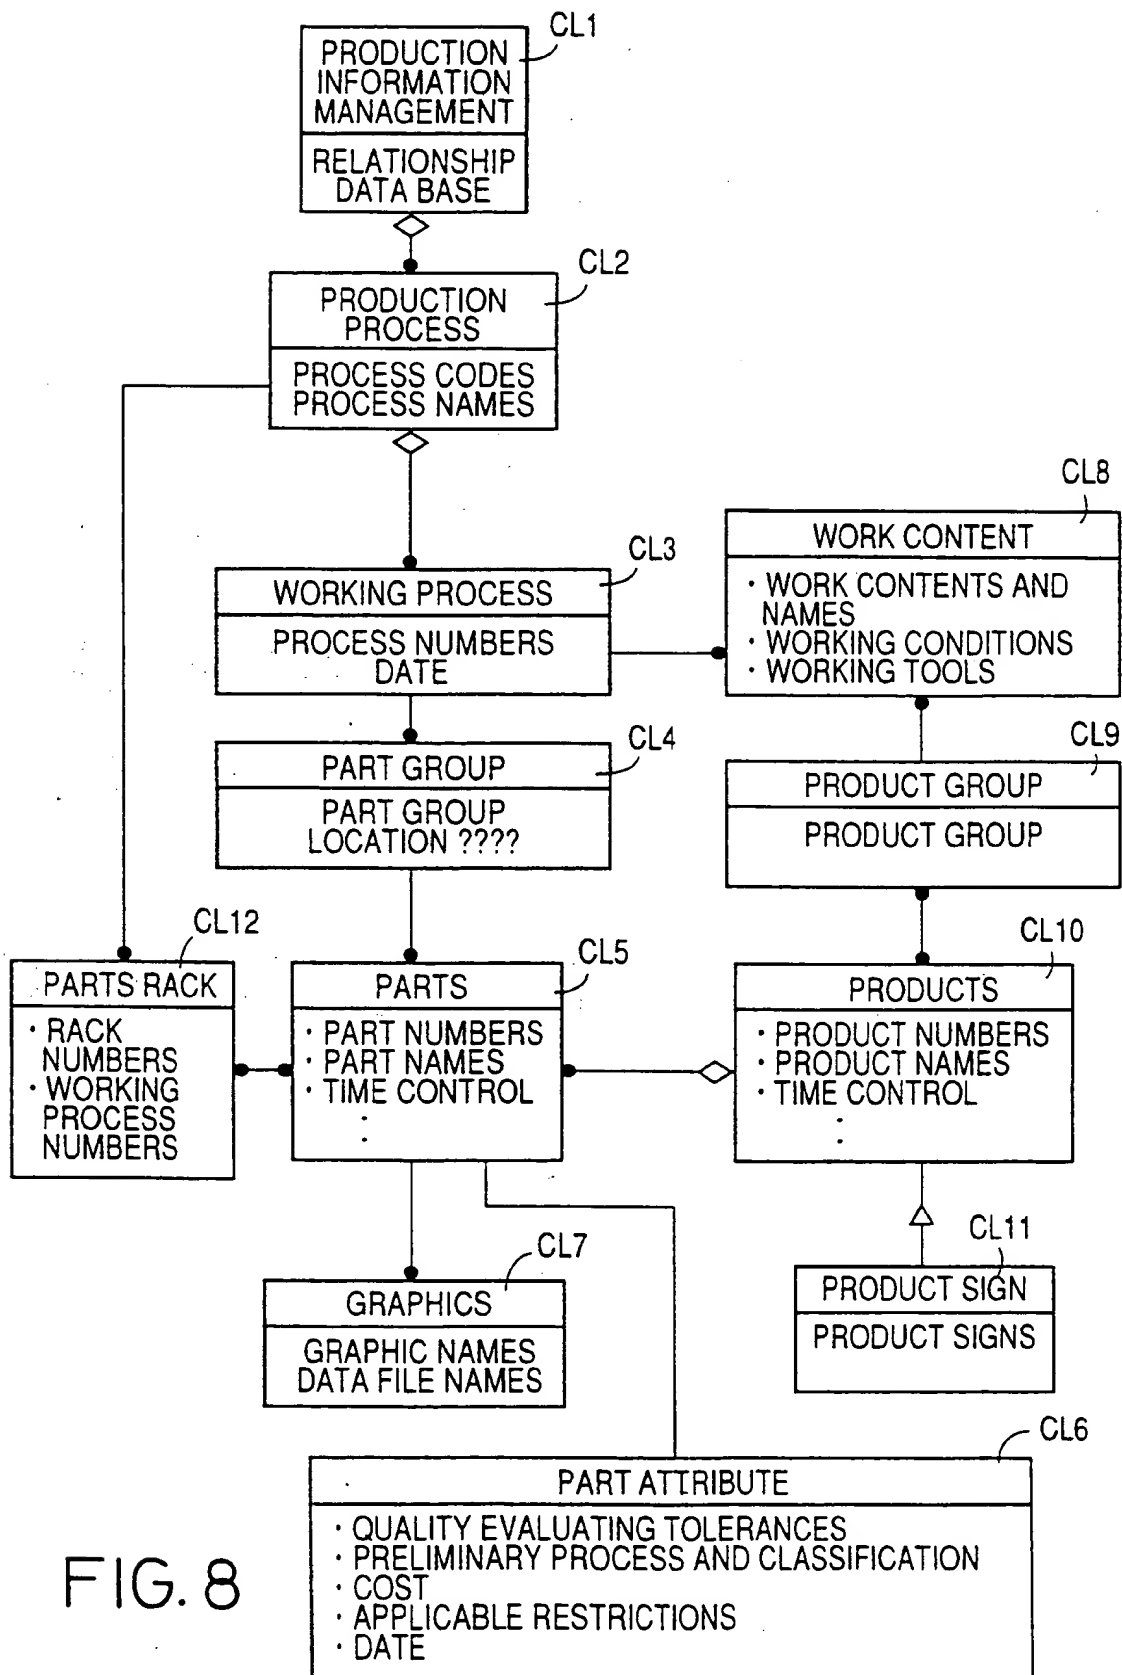 CL1
PRODUCTION
INFORMATION
MANAGEMENT
RELATIONSHIP
DATA BASE
CL2
PRODUCTION
PROCESS
PROCESS CODES
PROCESS NAMES
CL3
WORKING PROCESS
PROCESS NUMBERS
DATE
CL8
WORK CONTENT
· WORK CONTENTS AND
NAMES
· WORKING CONDITIONS
· WORKING TOOLS
CL4
PART GROUP
PART GROUP
LOCATION ????
CL9
PRODUCT GROUP
PRODUCT GROUP
CL12
PARTS RACK
· RACK
NUMBERS
· WORKING
PROCESS
NUMBERS
CL5
PARTS
· PART NUMBERS
· PART NAMES
· TIME CONTROL
:
CL10
PRODUCTS
· PRODUCT NUMBERS
· PRODUCT NAMES
· TIME CONTROL
:
CL7
GRAPHICS
GRAPHIC NAMES
DATA FILE NAMES
CL11
PRODUCT SIGN
PRODUCT SIGNS
CL6
PART ATTRIBUTE
· QUALITY EVALUATING TOLERANCES
· PRELIMINARY PROCESS AND CLASSIFICATION
· COST
· APPLICABLE RESTRICTIONS
· DATE
FIG. 8